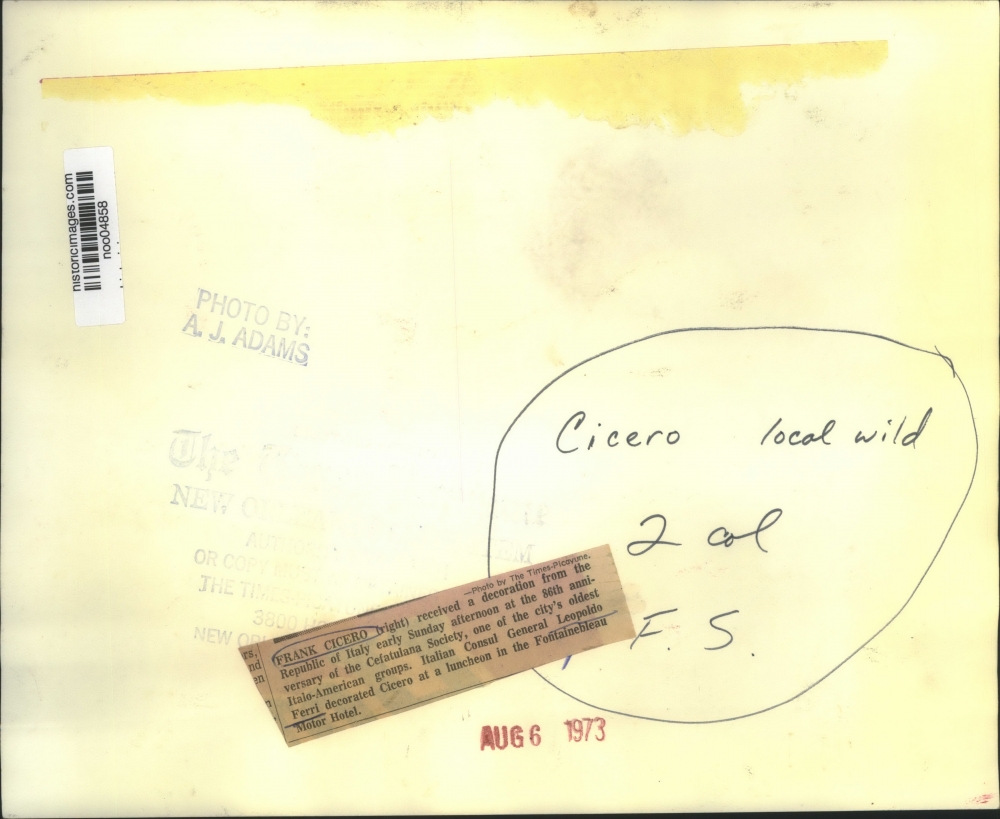 historicimages.com
noo04858
PHOTO BY:
A. J. ADAMS
The
NEW
OR COPY
THE
3800
NEW
Cicero local wild
2 col
F. S.
—Photo by The Times-Picayune.
FRANK CICERO (right) received a decoration from the
Republic of Italy early Sunday afternoon at the 86th anni-
versary of the Cefatulana Society, one of the city's oldest
Italo-American groups. Italian Consul General Leopoldo
Ferri decorated Cicero at a luncheon in the Fontainebleau
Motor Hotel.
AUG 6 1973